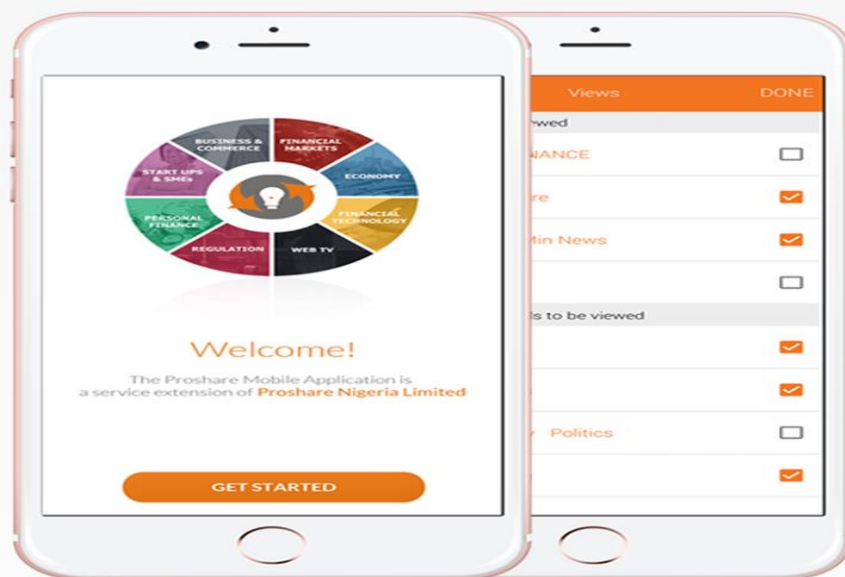 BUSINESS &
COMMERCE
FINANCIAL
MARKETS
START UPS
& SMEs
ECONOMY
PERSONAL
FINANCE
FINANCIAL
TECHNOLOGY
REGULATION
WEB TV
Welcome!
The Proshare Mobile Application is
a service extension of Proshare Nigeria Limited
GET STARTED
Views DONE
to be viewed
Min News
Politics